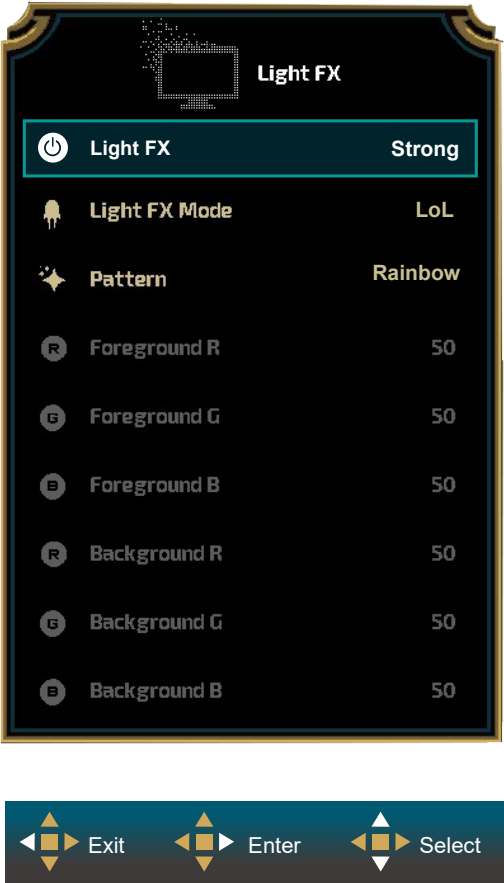 Light FX
Light FX Strong
Light FX Mode LoL
Pattern Rainbow
R Foreground R 50
G Foreground G 50
B Foreground B 50
R Background R 50
G Background G 50
B Background B 50
Exit Enter Select